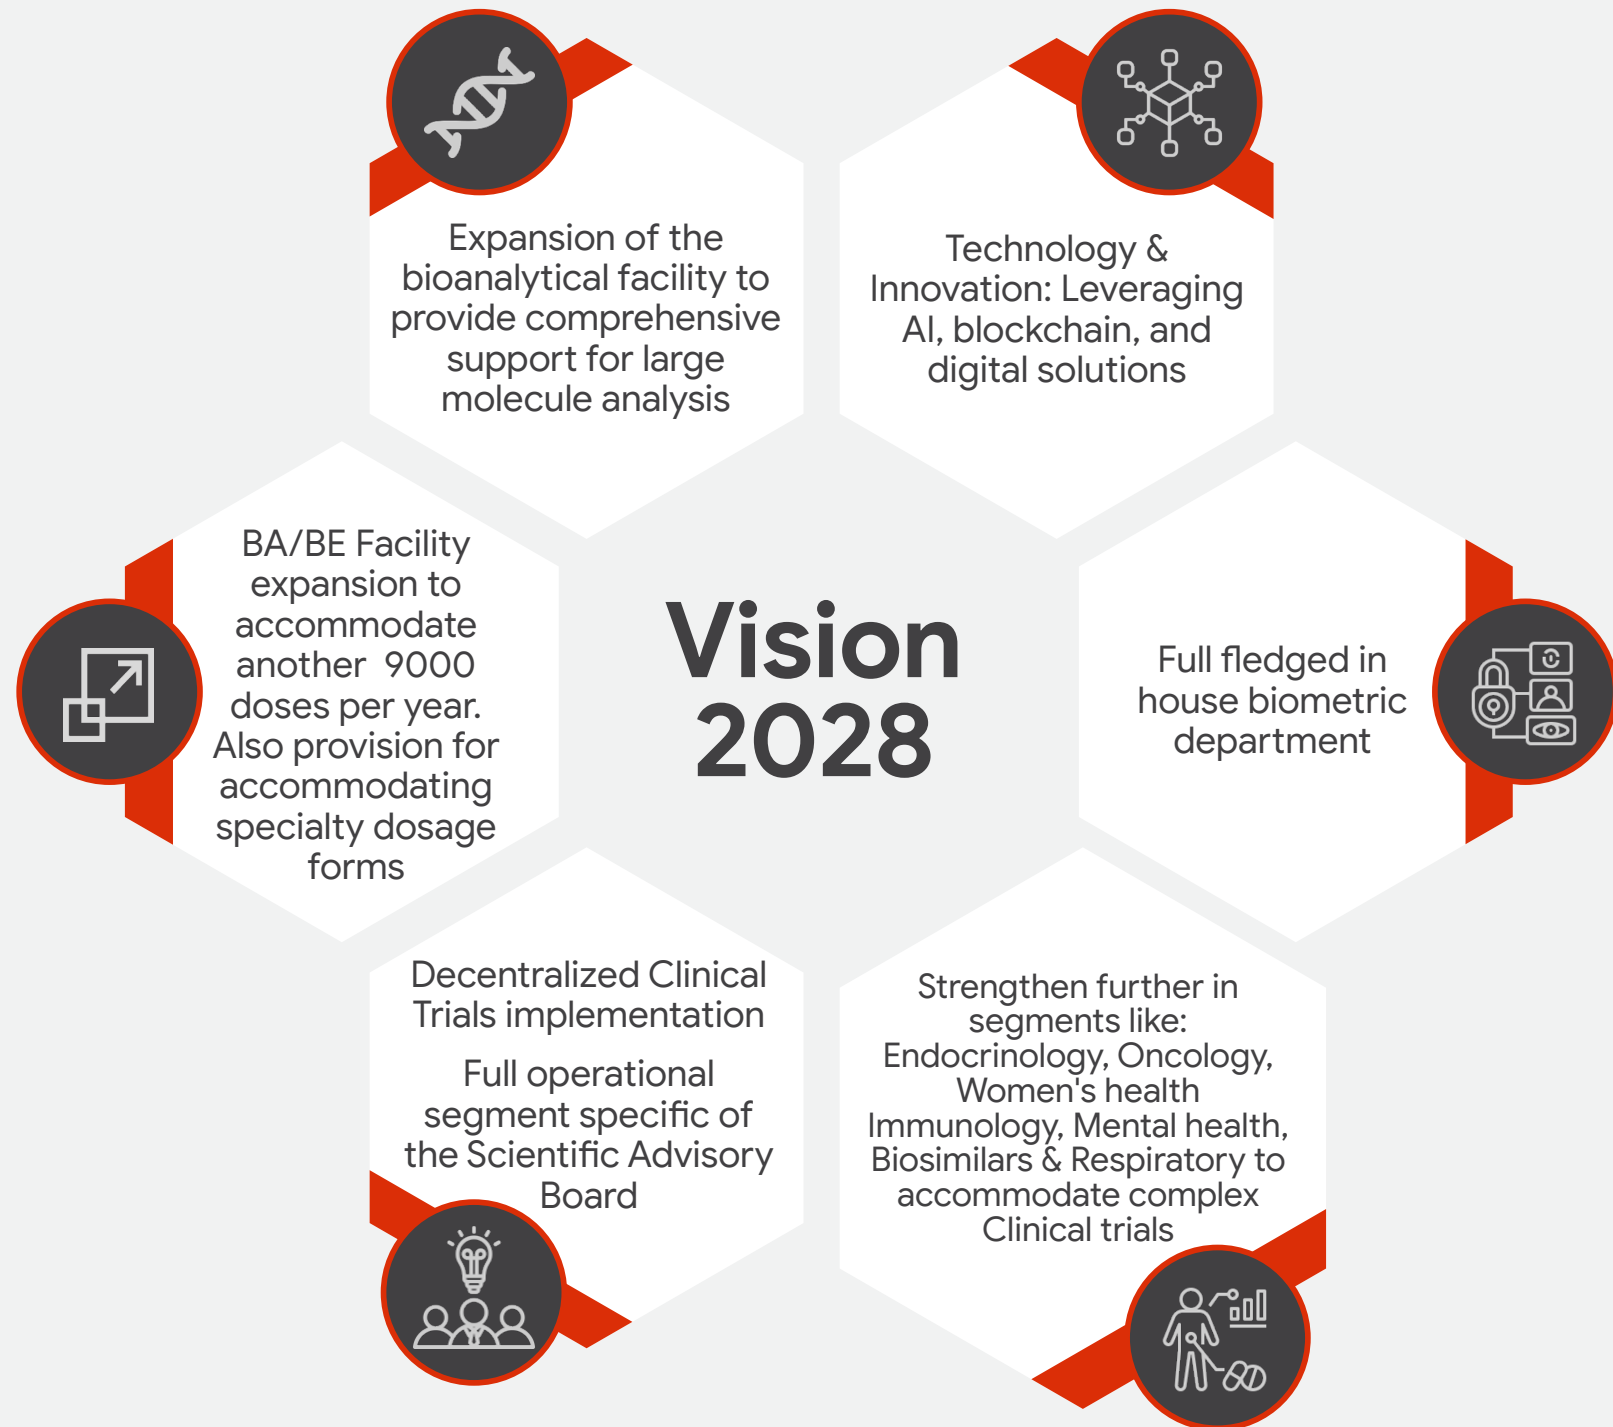 Expansion of the
bioanalytical facility to
provide comprehensive
support for large
molecule analysis
Technology &
Innovation: Leveraging
AI, blockchain, and
digital solutions
BA/BE Facility
expansion to
accommodate
another 9000
doses per year.
Also provision for
accommodating
specialty dosage
forms
Vision
2028
Full fledged in
house biometric
department
Decentralized Clinical
Trials implementation
Full operational
segment specific of
the Scientific Advisory
Board
Strengthen further in
segments like:
Endocrinology, Oncology,
Women's health
Immunology, Mental health,
Biosimilars & Respiratory to
accommodate complex
Clinical trials